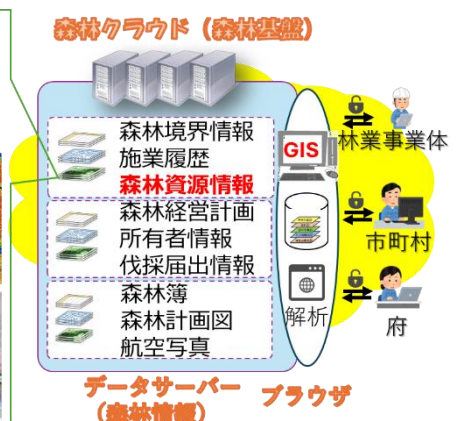 森林クラウド（森林基盤）
森林境界情報
施業履歴
森林資源情報
森林経営計画
所有者情報
伐採届出情報
森林簿
森林計画図
航空写真
GIS
解析
林業事業体
市町村
府
データサーバー
（森林情報）
ブラウザ